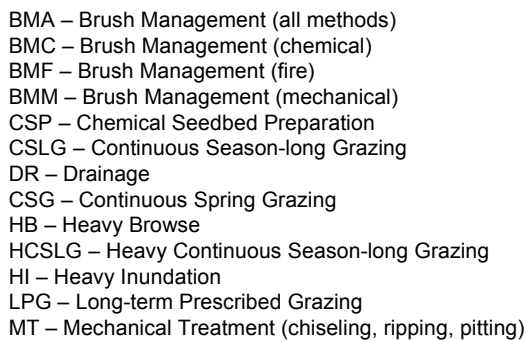 BMA – Brush Management (all methods)
BMC – Brush Management (chemical)
BMF – Brush Management (fire)
BMM – Brush Management (mechanical)
CSP – Chemical Seedbed Preparation
CSLG – Continuous Season-long Grazing
DR – Drainage
CSG – Continuous Spring Grazing
HB – Heavy Browse
HCSLG – Heavy Continuous Season-long Grazing
HI – Heavy Inundation
LPG – Long-term Prescribed Grazing
MT – Mechanical Treatment (chiseling, ripping, pitting)